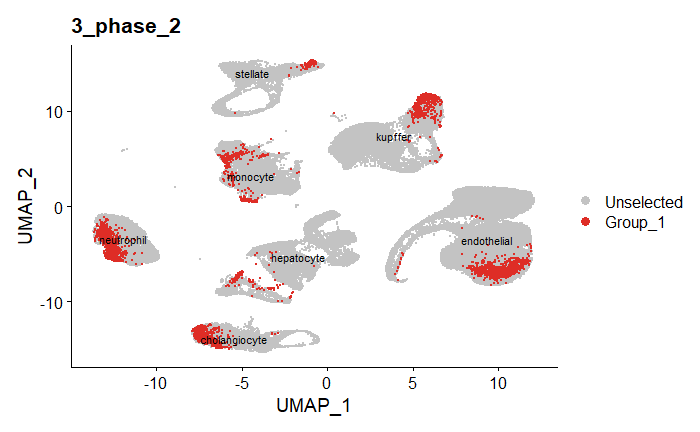 3_phase_2
stellate
kupffer
monocyte
neutrophil
hepatocyte
endothelial
cholangiocyte
10
0
-10
UMAP_2
-10
-5
0
5
10
UMAP_1
Unselected
Group_1